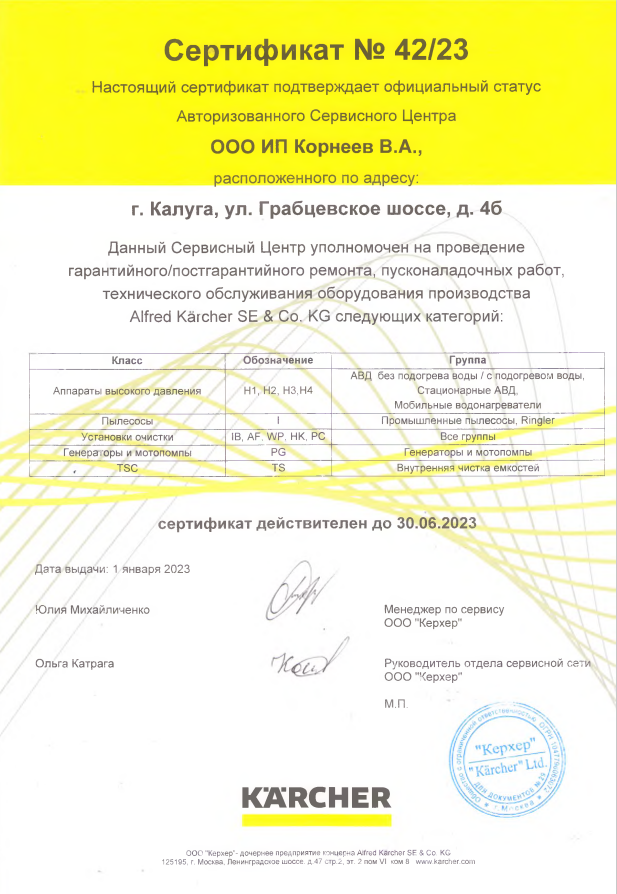 Сертификат № 42/23
Настоящий сертификат подтверждает официальный статус
Авторизованного Сервисного Центра
ООО ИП Корнеев В.А.,
расположенного по адресу:
г. Калуга, ул. Грабцевское шоссе, д. 4б
Данный Сервисный Центр уполномочен на проведение
гарантийного/постгарантийного ремонта, пусконаладочных работ,
технического обслуживания оборудования производства
Alfred Kärcher SE & Co. KG следующих категорий:
Класс Обозначение Группа
Аппараты высокого давления H1, H2, H3,H4 АВД без подогрева воды / с подогревом воды,
Стационарные АВД,
Мобильные водонагреватели
Пылесосы I Промышленные пылесосы, Ringler
Установки очистки IB, AF, WP, HK, PC Все группы
Генераторы и мотопомпы PG Генераторы и мотопомпы
TSC TS Внутренняя чистка емкостей
сертификат действителен до 30.06.2023
Дата выдачи: 1 января 2023
Юлия Михайличенко Менеджер по сервису
ООО "Керхер"
Ольга Катрага Руководитель отдела сервисной сети
ООО "Керхер"
М.П.
Общество с ограниченной ответственностью ОГРН
"Керхер"
"Kärcher" Ltd.
для документов
г. Москва
KÄRCHER
ООО "Керхер"- дочернее предприятие концерна Alfred Kärcher SE & Co. KG
125195, г. Москва, Ленинградское шоссе, д.47 стр.2, эт. 2 пом VI ком 8 www.karcher.com